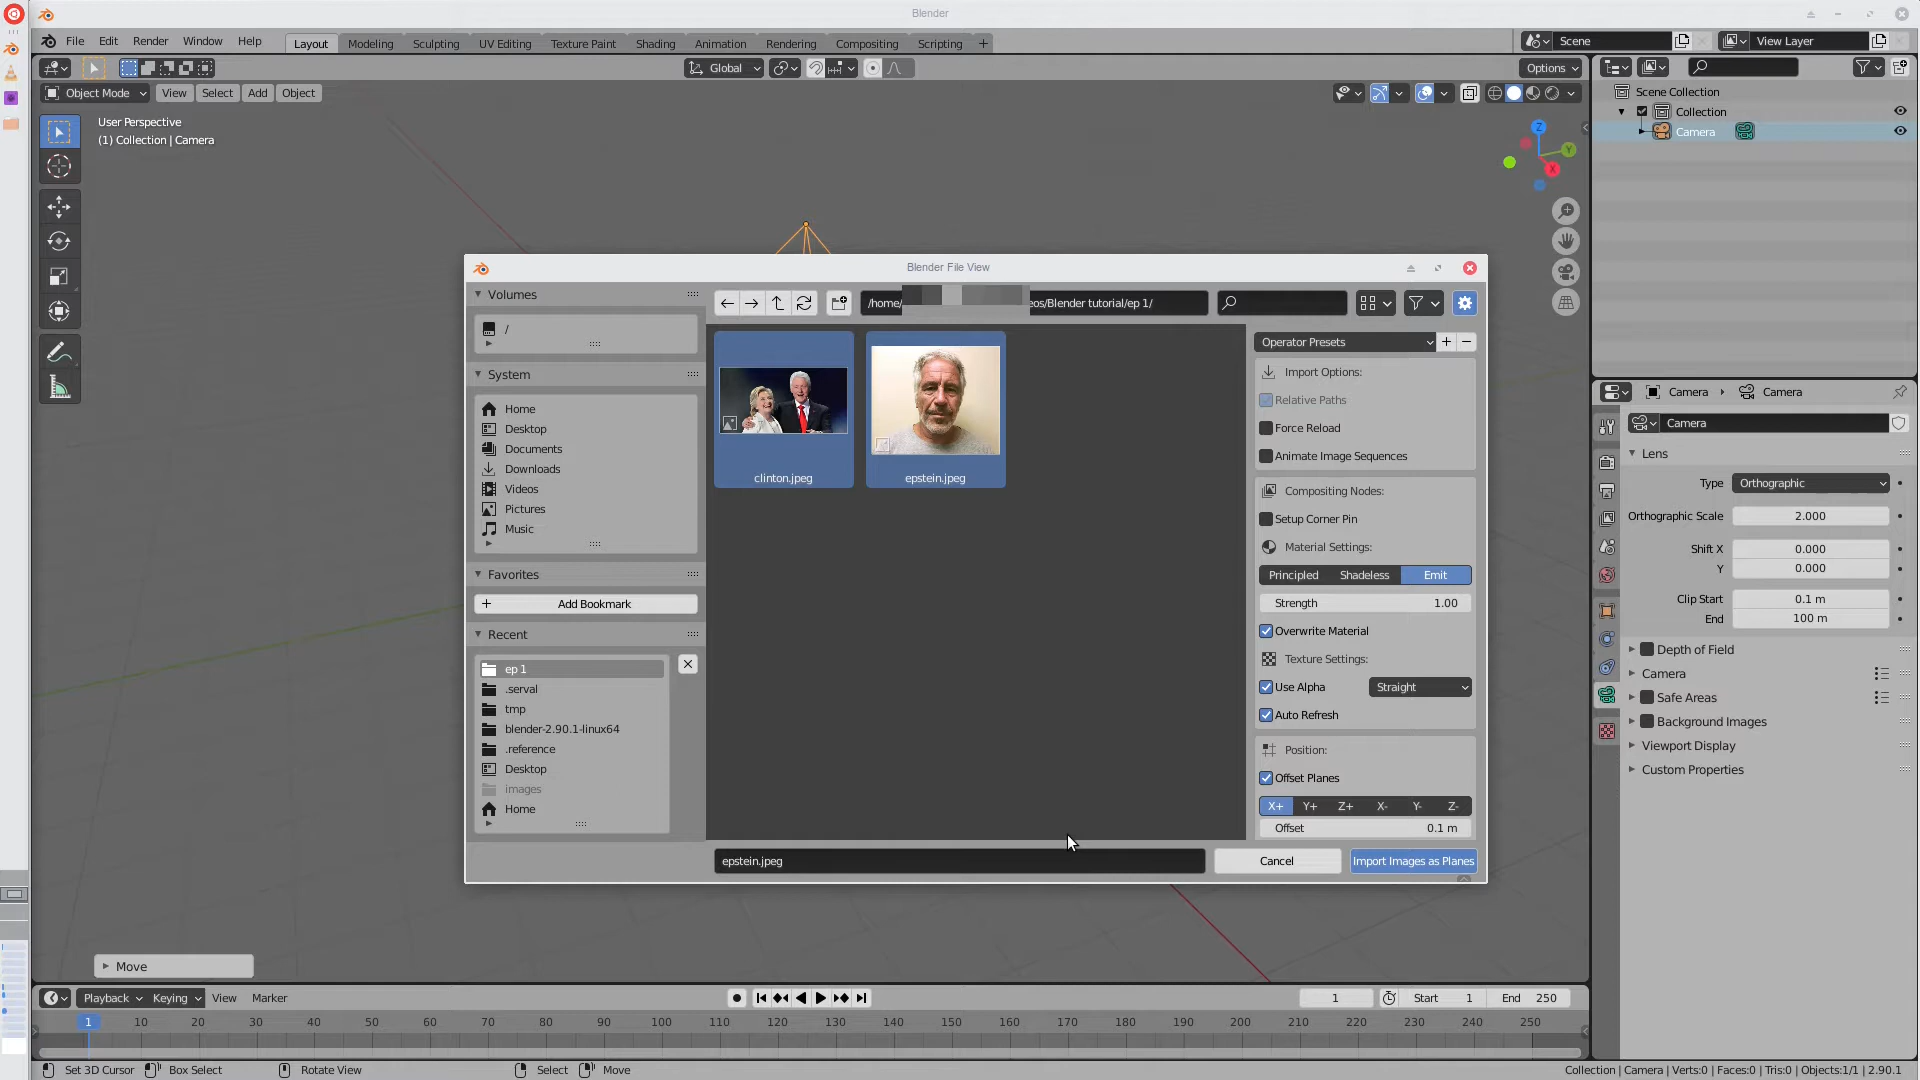 Blender
File Edit Render Window Help
Layout Modeling Sculpting UV Editing Texture Paint Shading Animation Rendering Compositing Scripting +
Scene View Layer
Global Options
Object Mode View Select Add Object
User Perspective
(1) Collection | Camera
Z
Y
X
Scene Collection
Collection
Camera
Blender File View
Volumes
/
System
Home
Desktop
Documents
Downloads
Videos
Pictures
Music
Favorites
+ Add Bookmark
Recent
ep 1
.serval
tmp
blender-2.90.1-linux64
.reference
Desktop
images
Home
/home/ eos/Blender tutorial/ep 1/
clinton.jpeg
epstein.jpeg
Operator Presets + −
Import Options:
Relative Paths
Force Reload
Animate Image Sequences
Compositing Nodes:
Setup Corner Pin
Material Settings:
Principled Shadeless Emit
Strength 1.00
Overwrite Material
Texture Settings:
Use Alpha Straight
Auto Refresh
Position:
Offset Planes
X+ Y+ Z+ X- Y- Z-
Offset 0.1 m
epstein.jpeg
Cancel
Import Images as Planes
Camera Camera
Camera
Lens
Type Orthographic
Orthographic Scale 2.000
Shift X 0.000
Y 0.000
Clip Start 0.1 m
End 100 m
Depth of Field
Camera
Safe Areas
Background Images
Viewport Display
Custom Properties
Move
Playback Keying View Marker
1 Start 1 End 250
1 10 20 30 40 50 60 70 80 90 100 110 120 130 140 150 160 170 180 190 200 210 220 230 240 250
Set 3D Cursor Box Select Rotate View Select Move
Collection | Camera | Verts:0 | Faces:0 | Tris:0 | Objects:1/1 | 2.90.1